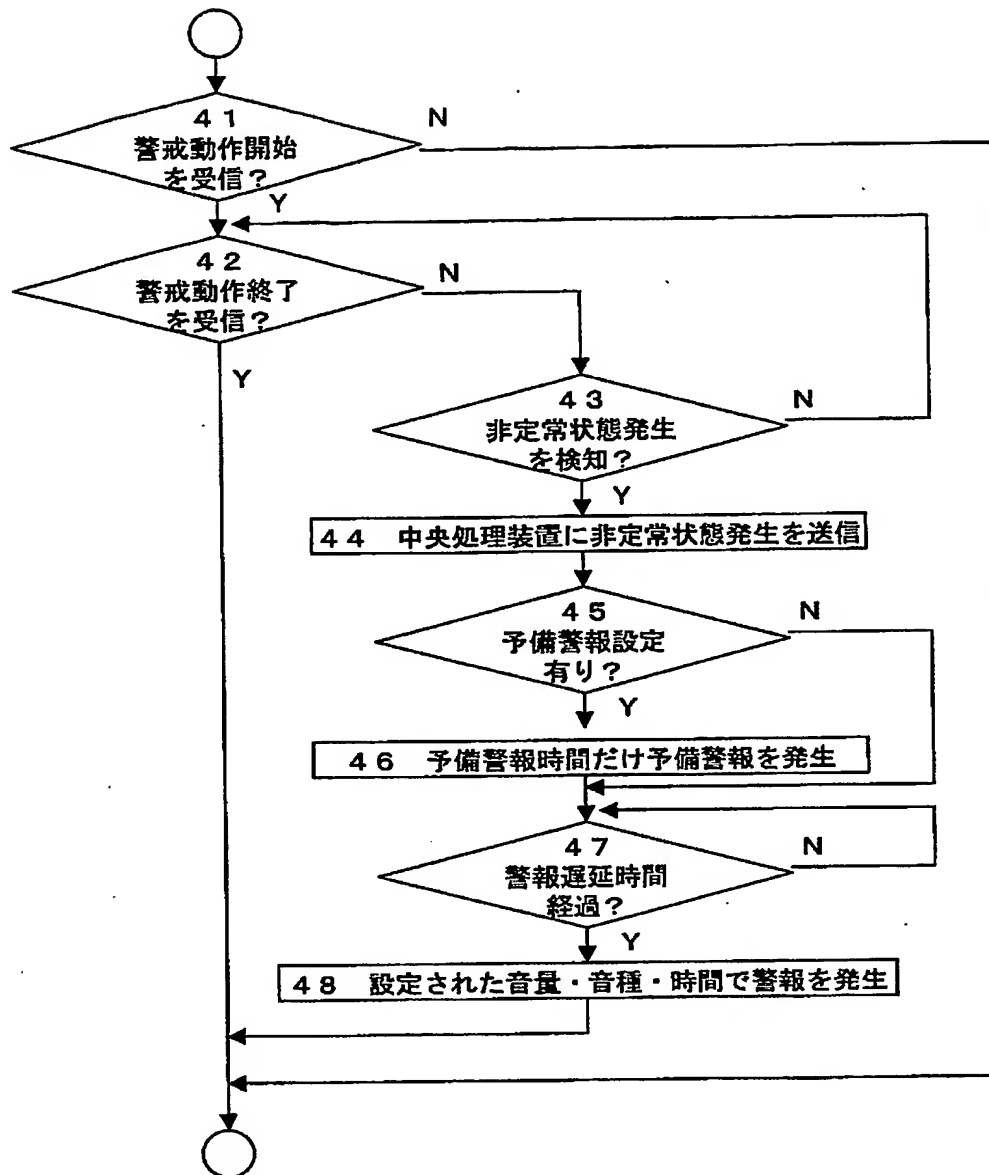 ４１
警戒動作開始
を受信？
N
Y
４２
警戒動作終了
を受信？
N
Y
４３
非定常状態発生
を検知？
N
Y
４４　中央処理装置に非定常状態発生を送信
４５
予備警報設定
有り？
N
Y
４６　予備警報時間だけ予備警報を発生
４７
警報遅延時間
経過？
N
Y
４８　設定された音量・音種・時間で警報を発生